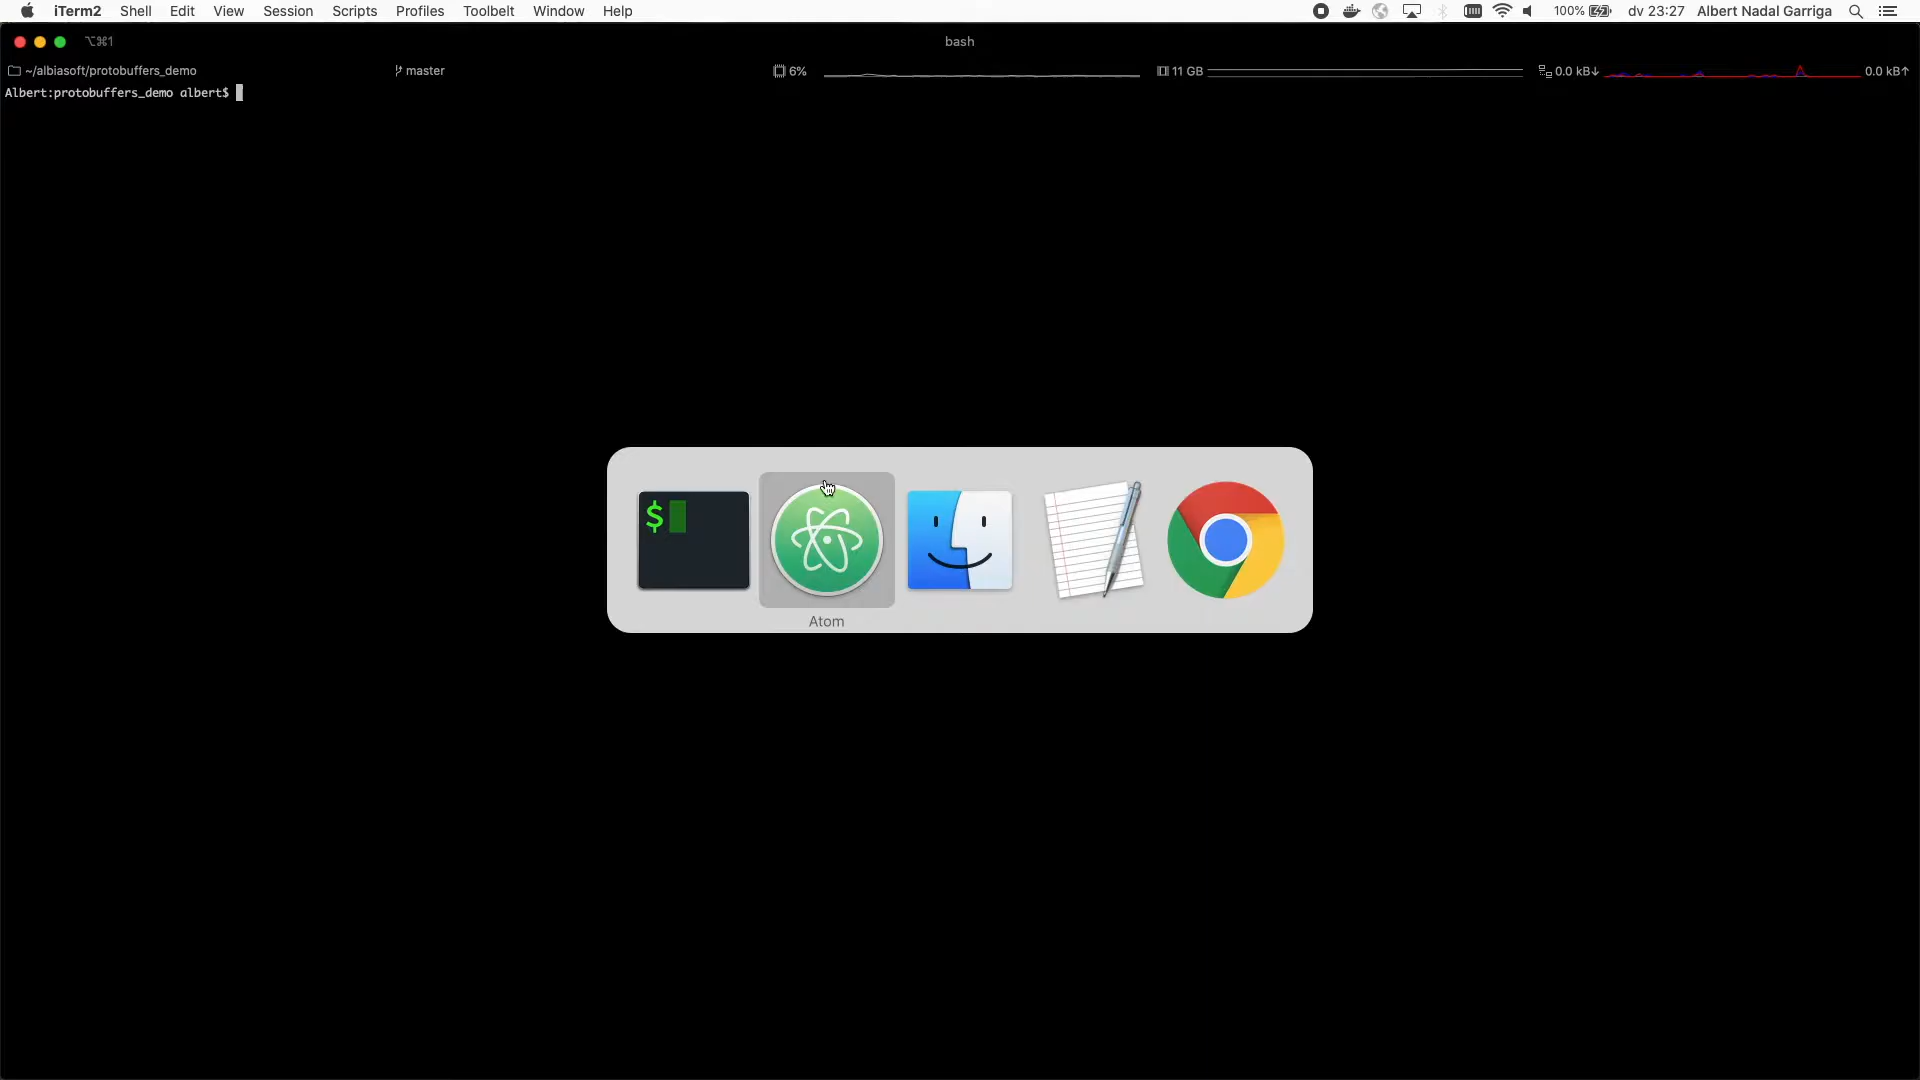 iTerm2 Shell Edit View Session Scripts Profiles Toolbelt Window Help 100% dv 23:27 Albert Nadal Garriga
⌥⌘1 bash
~/albiasoft/protobuffers_demo master 6% 11 GB 0.0 kB↓ 0.0 kB↑
Albert:protobuffers_demo albert$
$
Atom